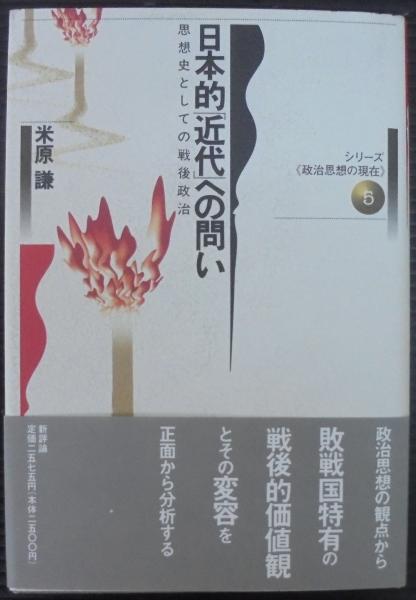 シリーズ
《政治思想の現在》
5
日本的「近代」への問い
思想史としての戦後政治
米原 謙
政治思想の観点から
敗戦国特有の
戦後的価値観
とその変容を
正面から分析する
新評論
定価二五七五円(本体二五〇〇円)